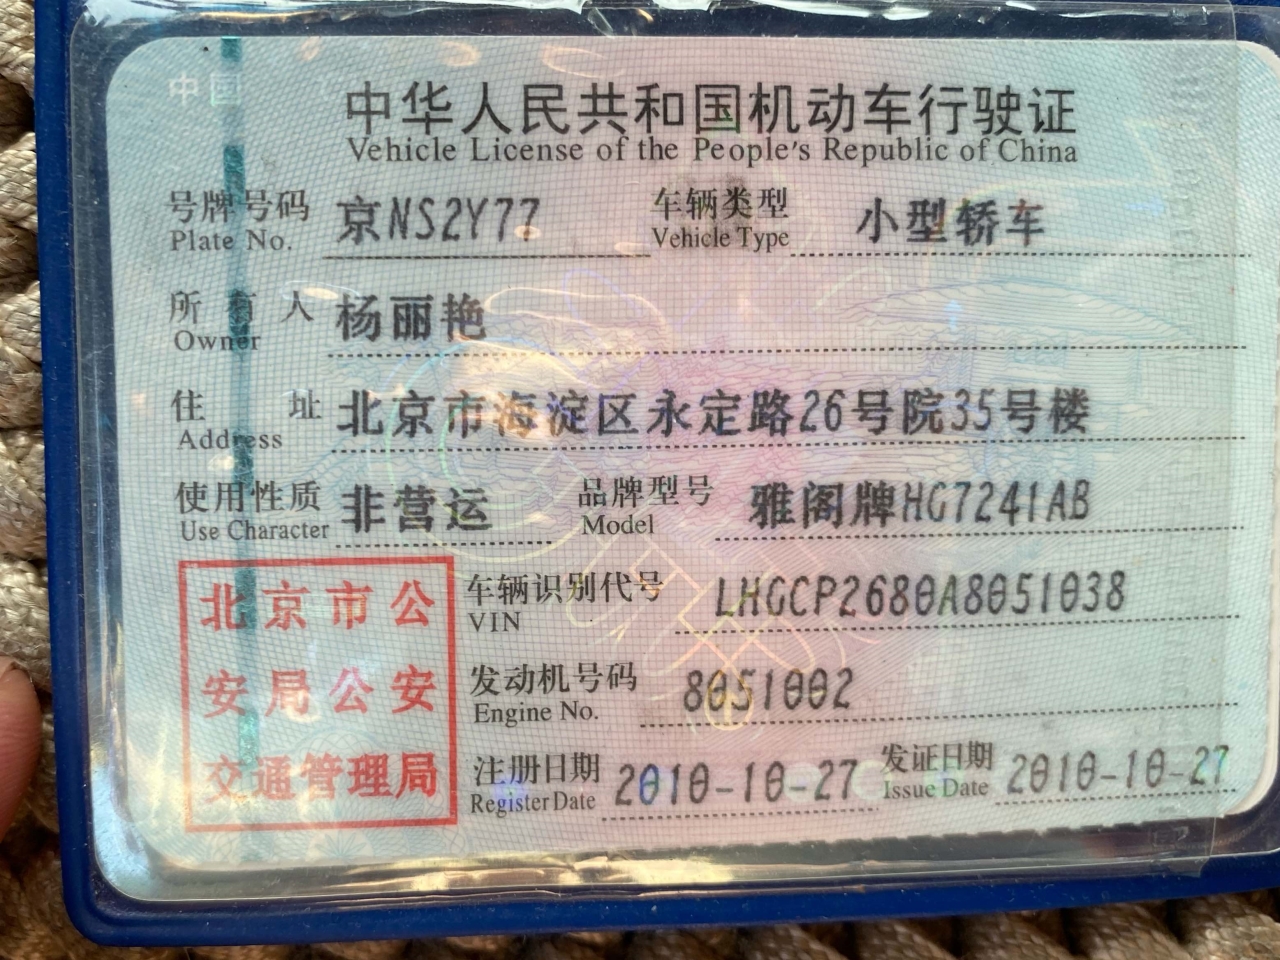 中国
中华人民共和国机动车行驶证
Vehicle License of the People's Republic of China
号牌号码 京NS2Y77 车辆类型 小型轿车
Plate No. Vehicle Type
所有人 杨丽艳
Owner
住址 北京市海淀区永定路26号院35号楼
Address
使用性质 非营运 品牌型号 雅阁牌HG7241AB
Use Character Model
北京市公
安局公安
交通管理局
车辆识别代号 LHGCP2680A8051038
VIN
发动机号码 8051002
Engine No.
注册日期 2010-10-27 发证日期 2010-10-27
Register Date Issue Date